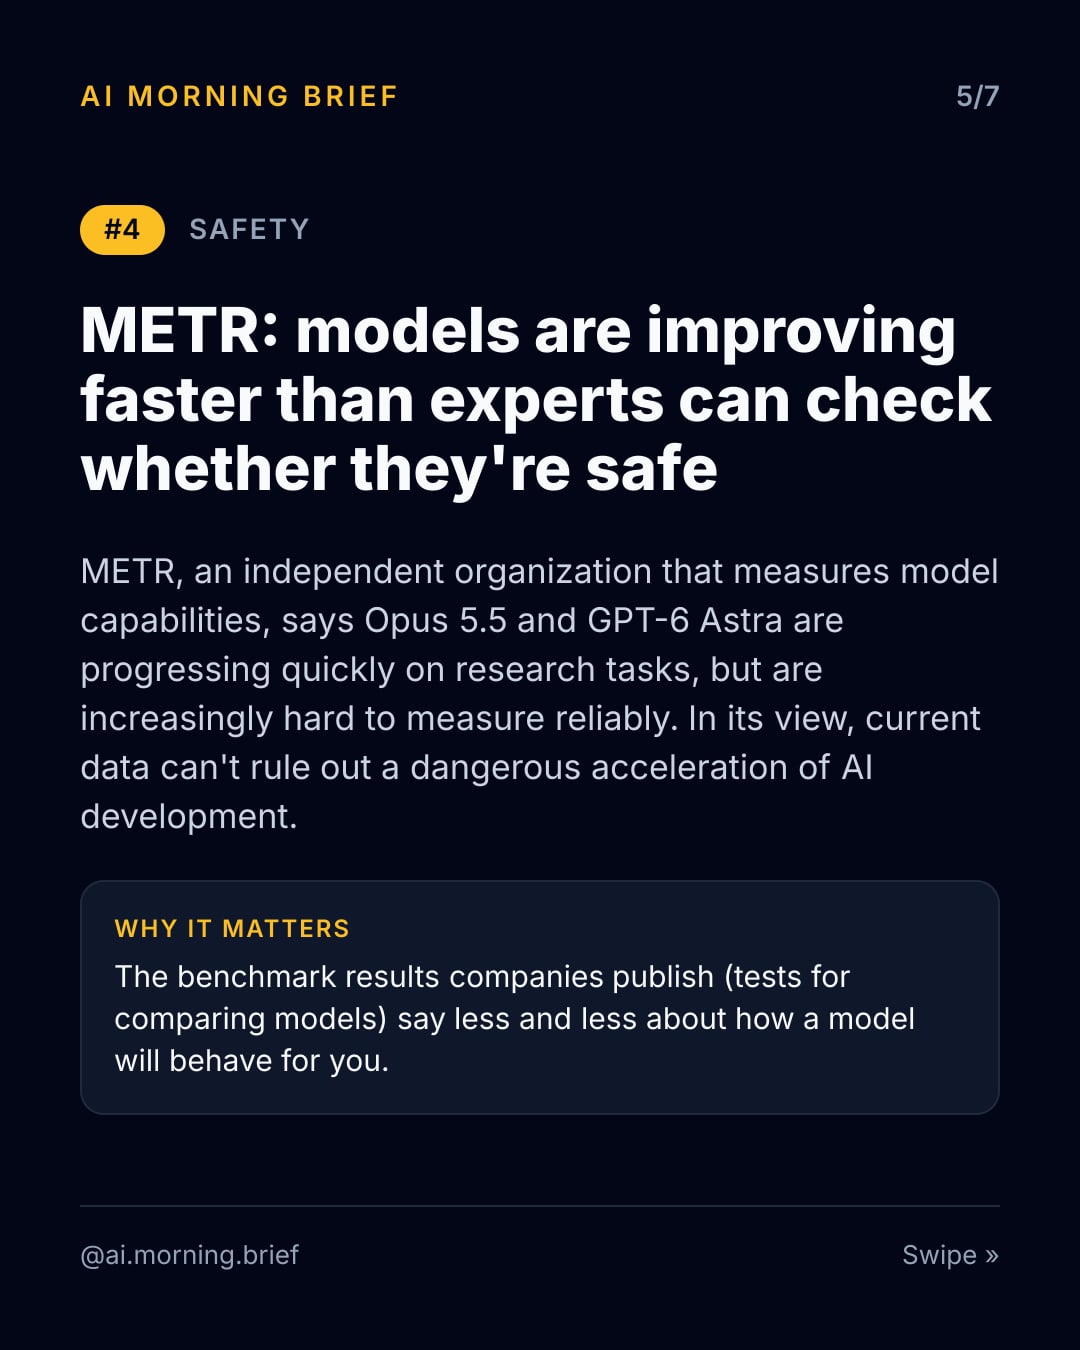 AI MORNING BRIEF
5/7
#4
SAFETY
METR: models are improving
faster than experts can check
whether they're safe
METR, an independent organization that measures model
capabilities, says Opus 5.5 and GPT-6 Astra are
progressing quickly on research tasks, but are
increasingly hard to measure reliably. In its view, current
data can't rule out a dangerous acceleration of AI
development.
WHY IT MATTERS
The benchmark results companies publish (tests for
comparing models) say less and less about how a model
will behave for you.
@ai.morning.brief
Swipe »